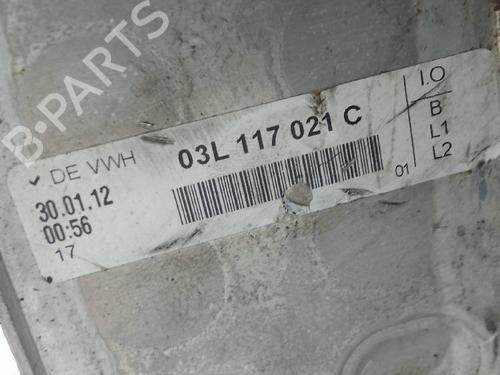 B-PARTS
DE VWH
03L 117 021 C
I.O
B
L1
L2
01
30.01.12
00:56
17